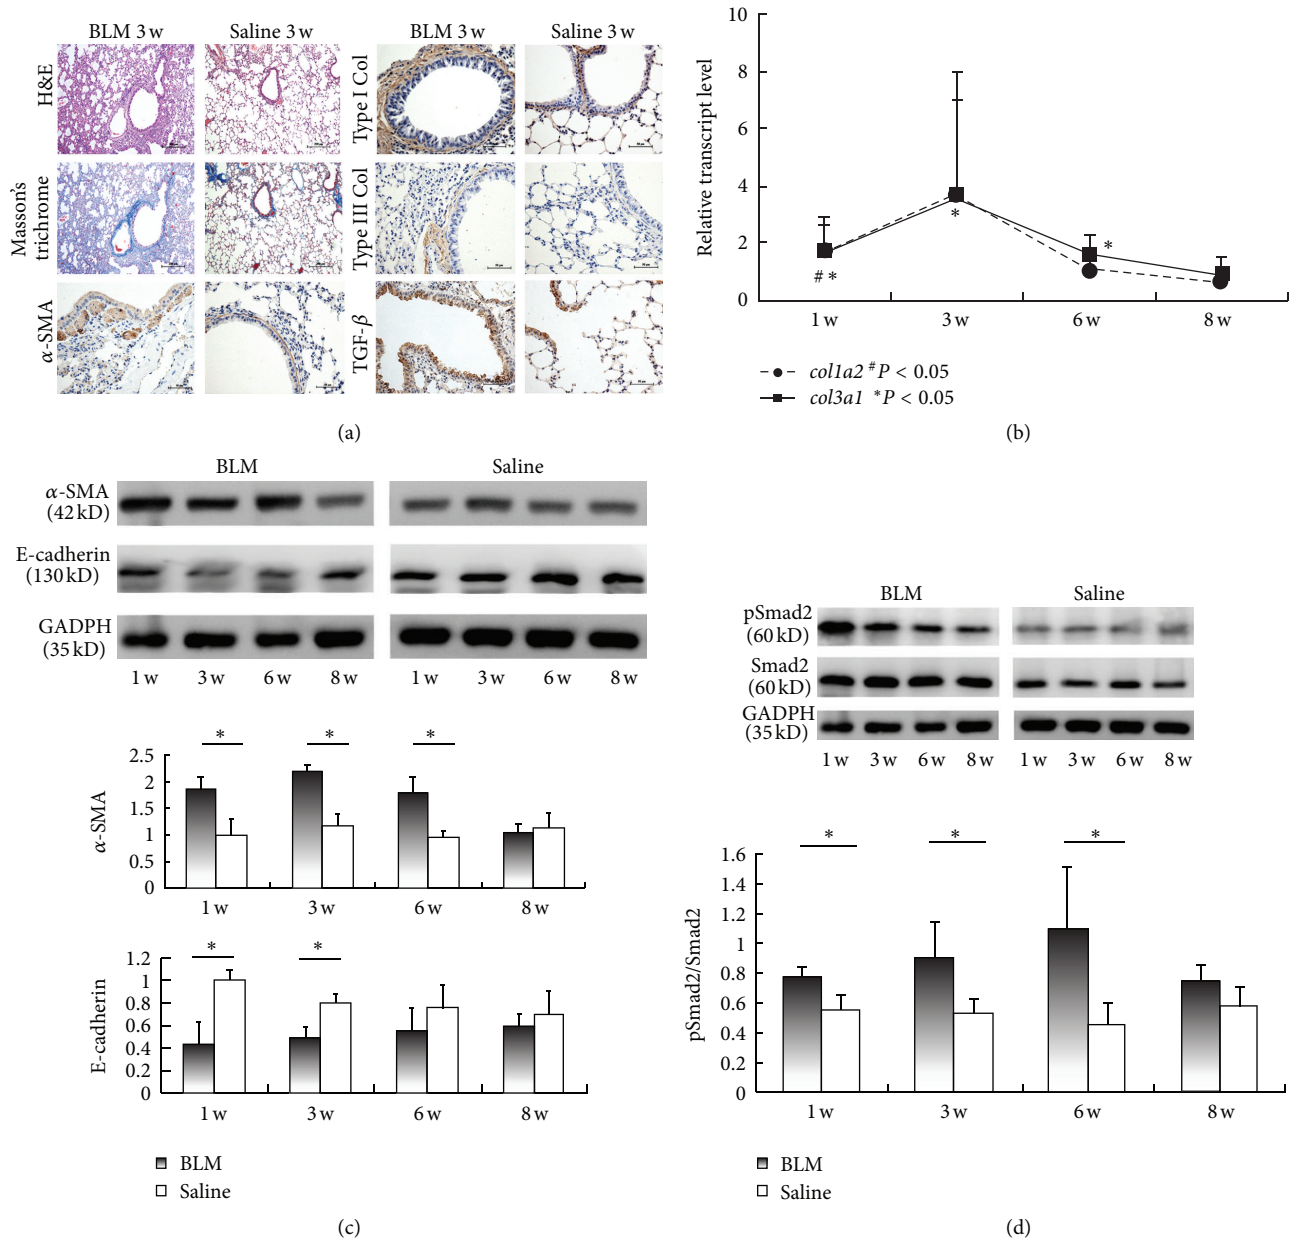 BLM 3 w Saline 3 w BLM 3 w Saline 3 w
H&E
Masson's
trichrome
α-SMA
Type I Col
Type III Col
TGF-β
(a)
Relative transcript level
10
8
6
4
2
0
# *
*
*
1 w 3 w 6 w 8 w
col1a2 #P < 0.05
col3a1 *P < 0.05
(b)
BLM Saline
α-SMA
(42 kD)
E-cadherin
(130 kD)
GADPH
(35 kD)
1 w 3 w 6 w 8 w 1 w 3 w 6 w 8 w
α-SMA
2.5
2
1.5
1
0.5
0
* * *
1 w 3 w 6 w 8 w
E-cadherin
1.2
1
0.8
0.6
0.4
0.2
0
* *
1 w 3 w 6 w 8 w
BLM
Saline
(c)
BLM Saline
pSmad2
(60 kD)
Smad2
(60 kD)
GADPH
(35 kD)
1 w 3 w 6 w 8 w 1 w 3 w 6 w 8 w
pSmad2/Smad2
1.6
1.4
1.2
1
0.8
0.6
0.4
0.2
0
* * *
1 w 3 w 6 w 8 w
BLM
Saline
(d)